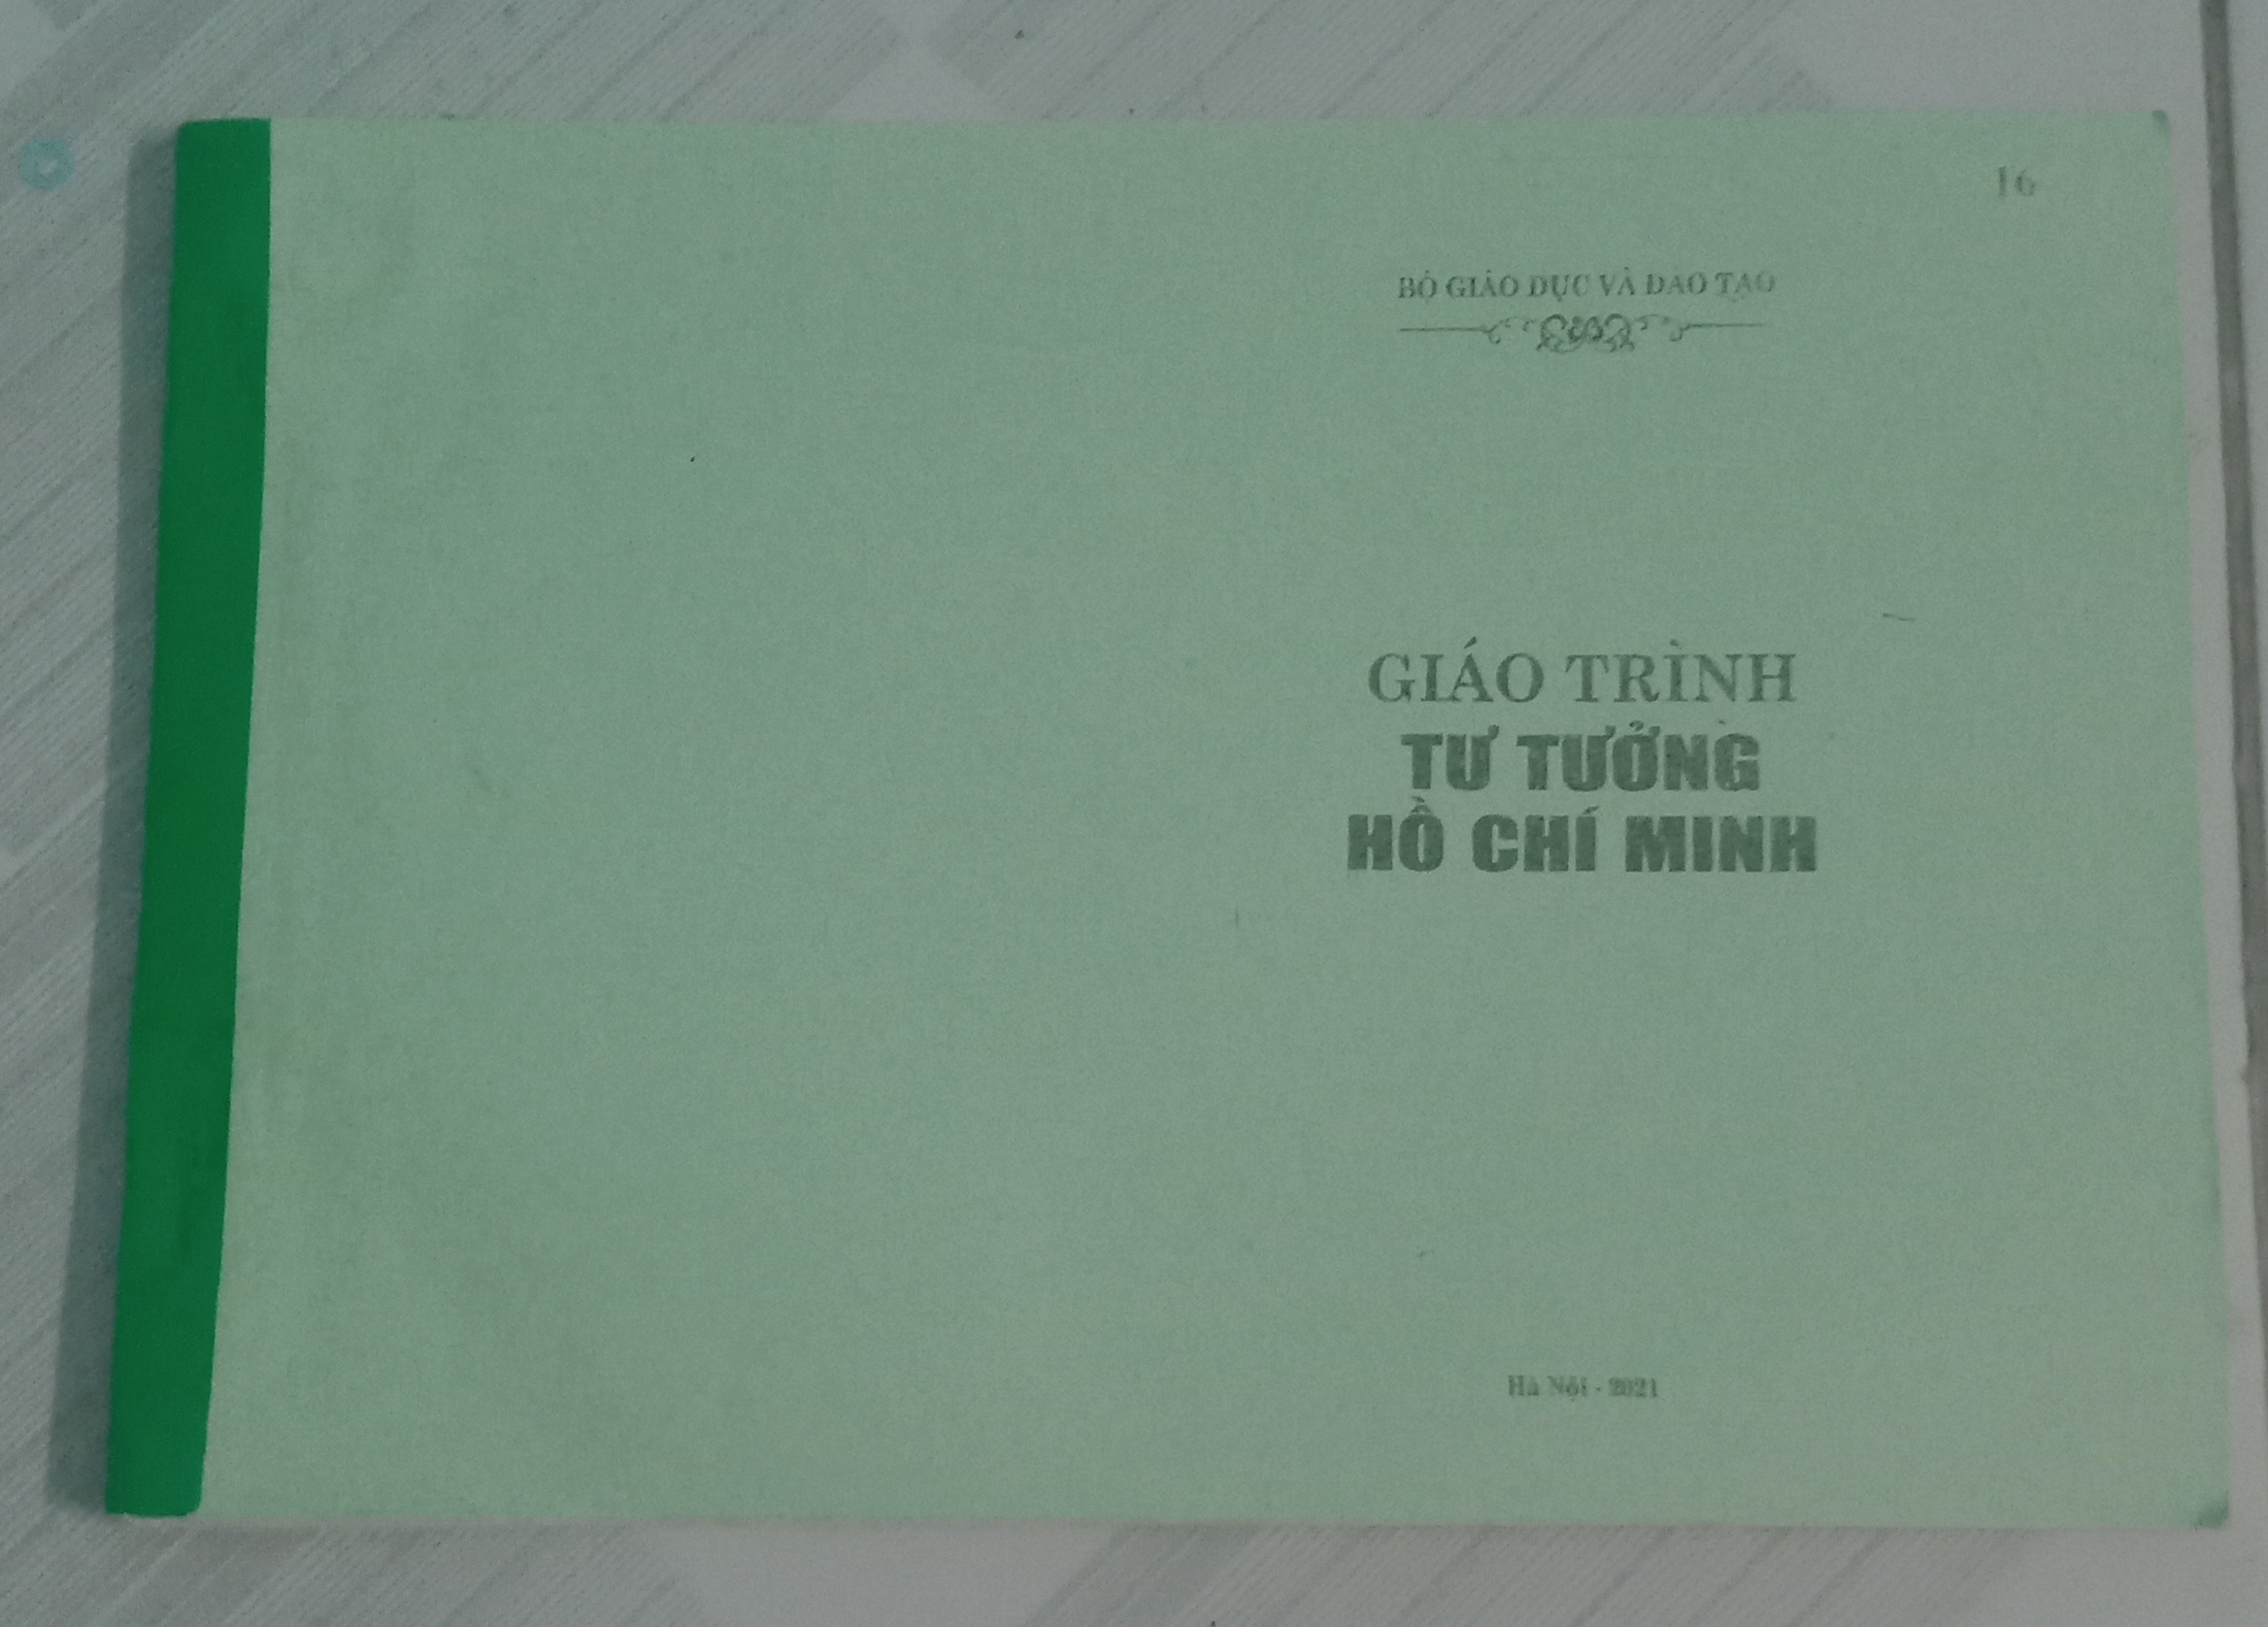 16
BỘ GIÁO DỤC VÀ ĐÀO TẠO
GIÁO TRÌNH
TƯ TƯỞNG
HỒ CHÍ MINH
Hà Nội - 2021